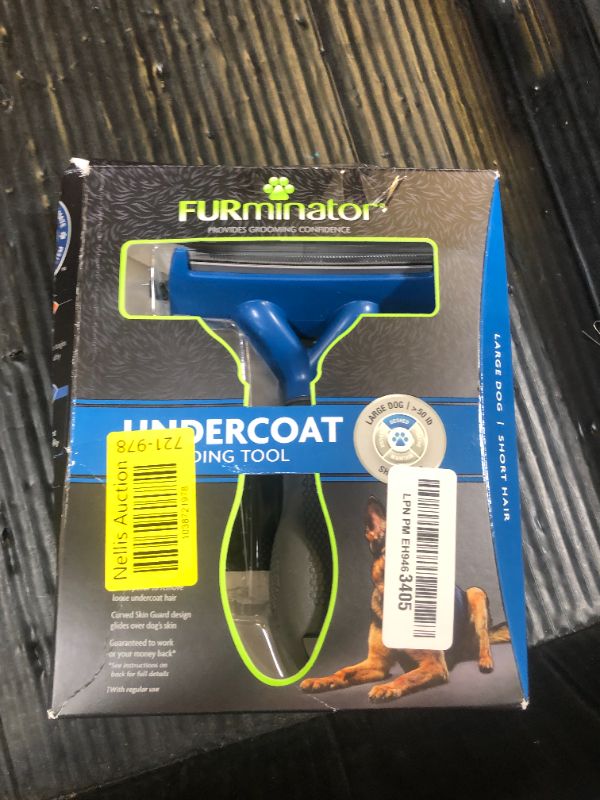 FURminator
PROVIDES GROOMING CONFIDENCE
LARGE DOG | SHORT HAIR
UNDERCOAT
DING TOOL
LARGE DOG | >50 lb
721-978
Nellis Auction
1038721978
LPN PM EH946 3405
loose undercoat hair
Curved Skin Guard design
glides over dog's skin
Guaranteed to work
or your money back*
*See instructions on
back for full details
†With regular use